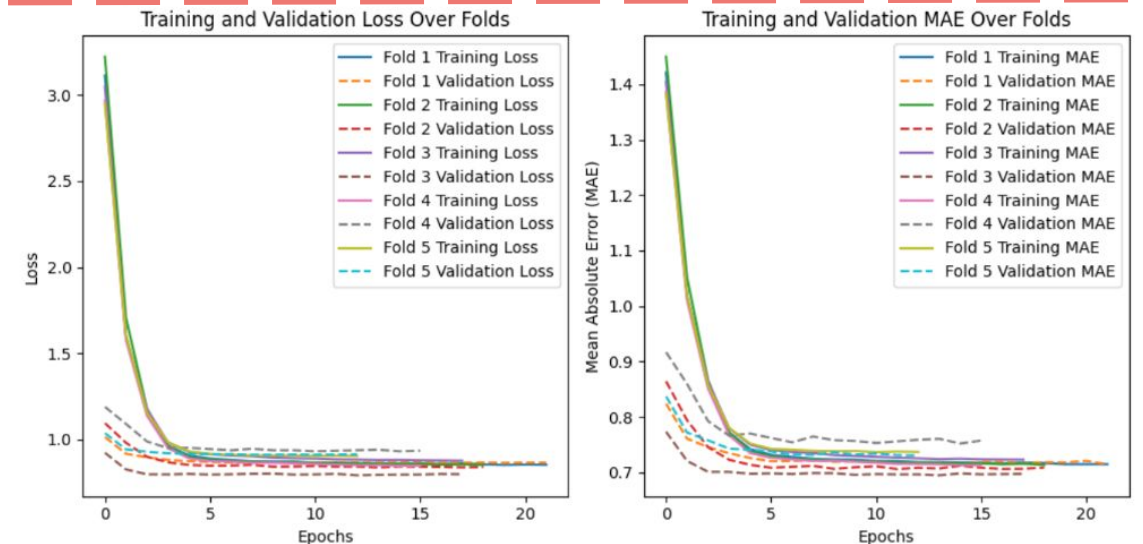 Training and Validation Loss Over Folds
3.0
2.5
2.0
1.5
1.0
Loss
0
5
10
15
20
Epochs
Fold 1 Training Loss
Fold 1 Validation Loss
Fold 2 Training Loss
Fold 2 Validation Loss
Fold 3 Training Loss
Fold 3 Validation Loss
Fold 4 Training Loss
Fold 4 Validation Loss
Fold 5 Training Loss
Fold 5 Validation Loss
Training and Validation MAE Over Folds
1.4
1.3
1.2
1.1
1.0
0.9
0.8
0.7
Mean Absolute Error (MAE)
0
5
10
15
20
Epochs
Fold 1 Training MAE
Fold 1 Validation MAE
Fold 2 Training MAE
Fold 2 Validation MAE
Fold 3 Training MAE
Fold 3 Validation MAE
Fold 4 Training MAE
Fold 4 Validation MAE
Fold 5 Training MAE
Fold 5 Validation MAE